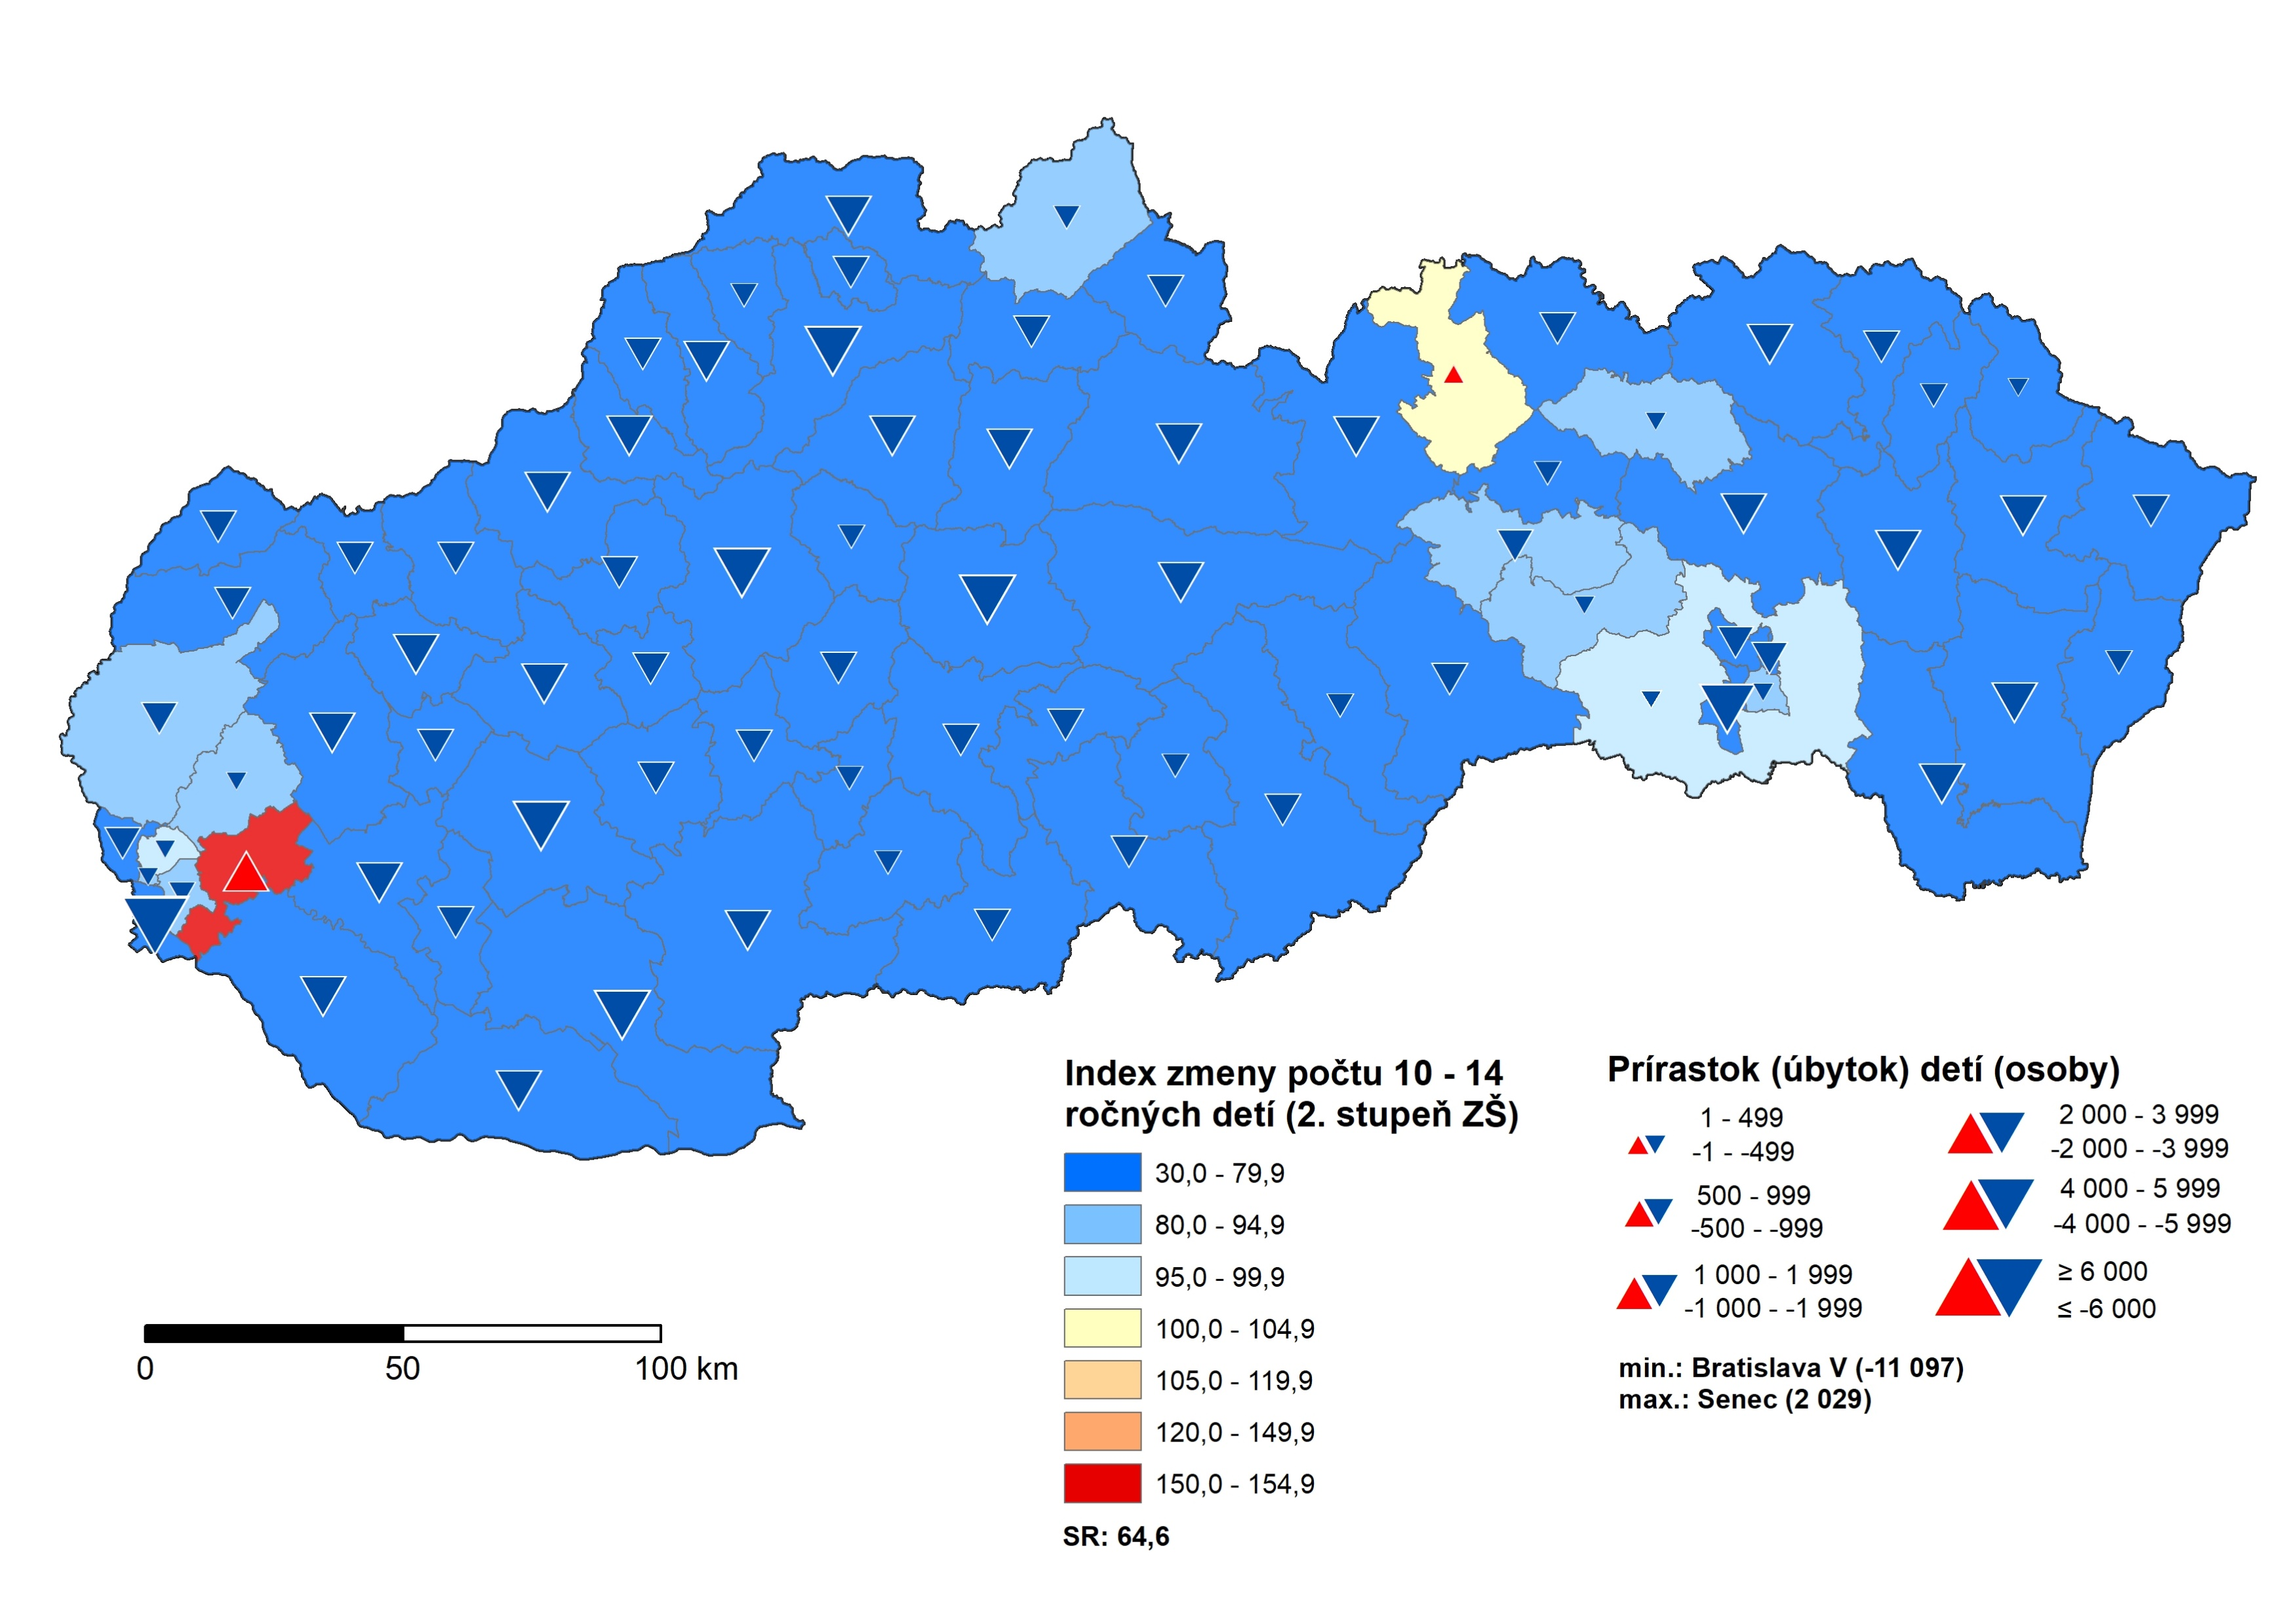 Index zmeny počtu 10 - 14
ročných detí (2. stupeň ZŠ)
30,0 - 79,9
80,0 - 94,9
95,0 - 99,9
100,0 - 104,9
105,0 - 119,9
120,0 - 149,9
150,0 - 154,9
SR: 64,6
Prírastok (úbytok) detí (osoby)
1 - 499
-1 - -499
500 - 999
-500 - -999
1 000 - 1 999
-1 000 - -1 999
2 000 - 3 999
-2 000 - -3 999
4 000 - 5 999
-4 000 - -5 999
≥ 6 000
≤ -6 000
min.: Bratislava V (-11 097)
max.: Senec (2 029)
0 50 100 km